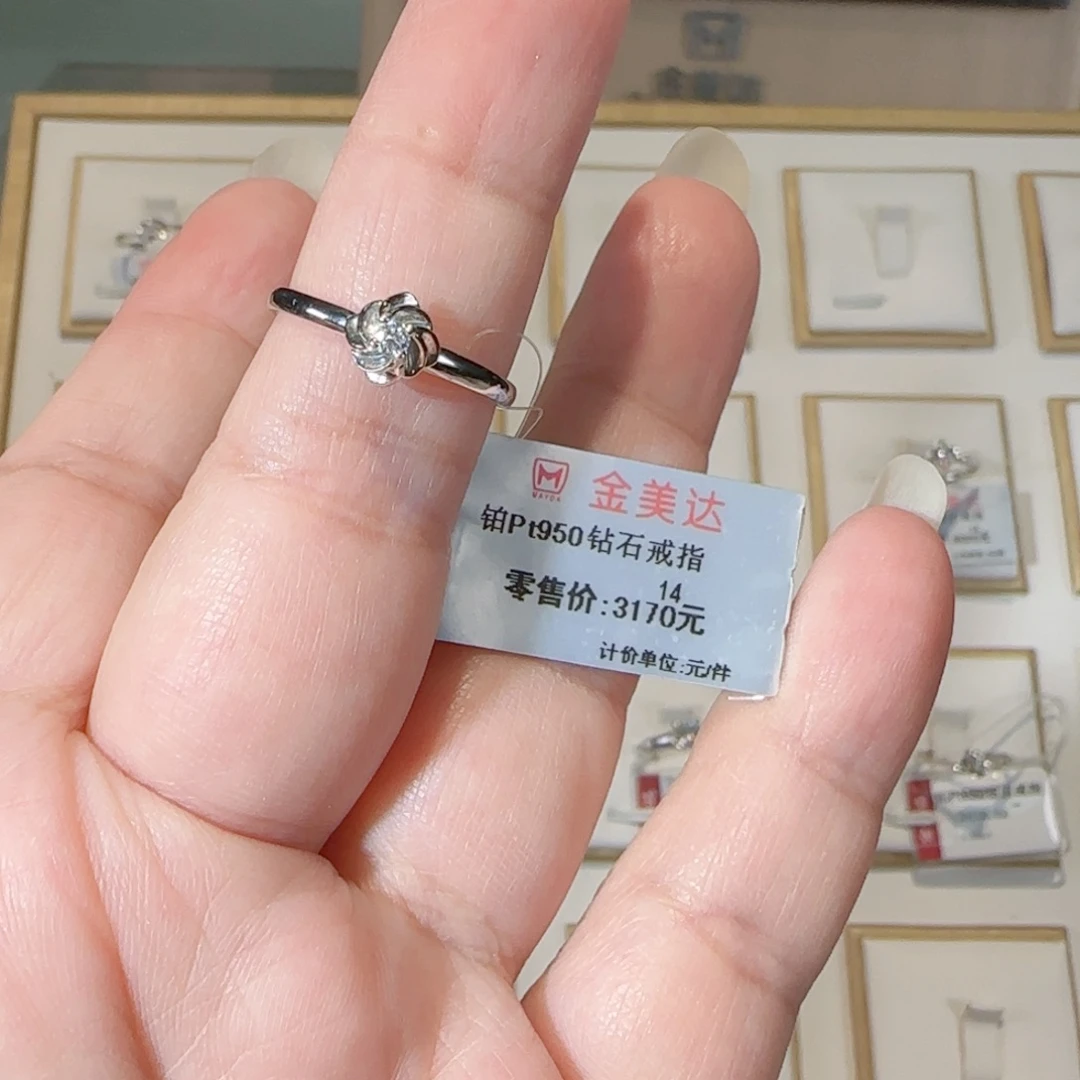 MAYDA 金美达
铂Pt950钻石戒指
14
零售价:3170元
计价单位:元/件